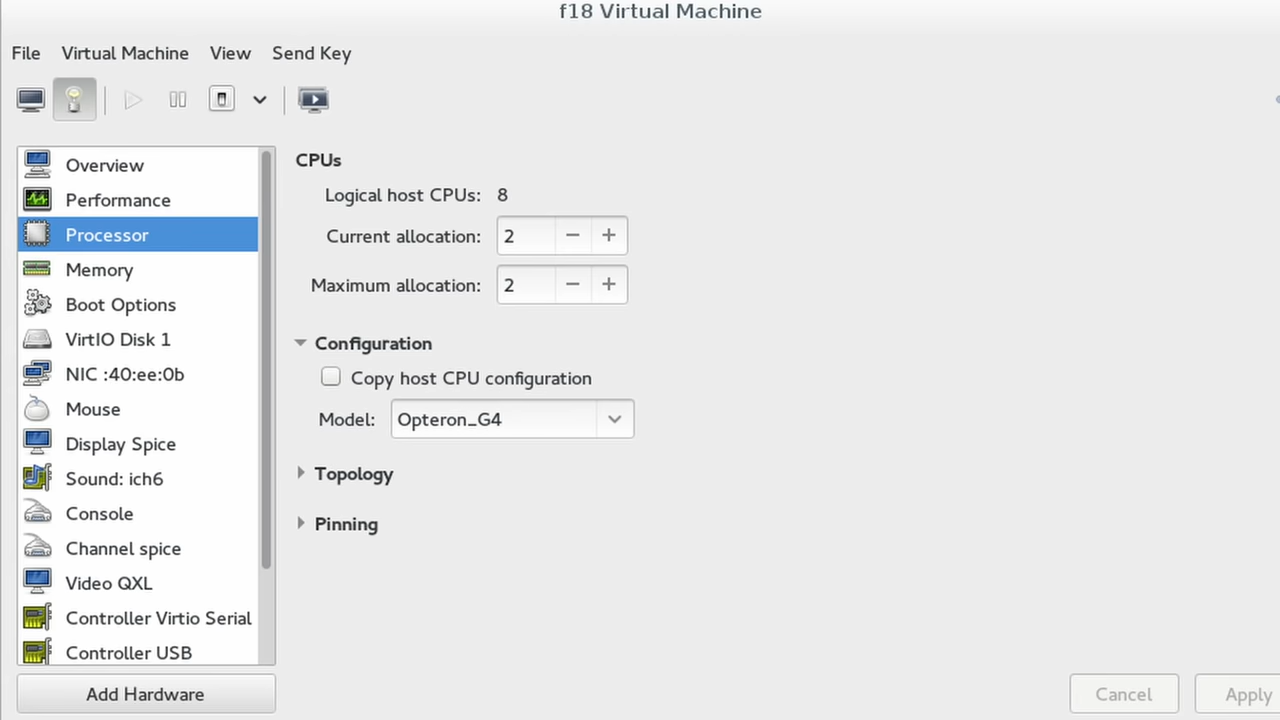 f18 Virtual Machine
File Virtual Machine View Send Key
Overview
Performance
Processor
Memory
Boot Options
VirtIO Disk 1
NIC :40:ee:0b
Mouse
Display Spice
Sound: ich6
Console
Channel spice
Video QXL
Controller Virtio Serial
Controller USB
Add Hardware
CPUs
Logical host CPUs: 8
Current allocation: 2
Maximum allocation: 2
Configuration
Copy host CPU configuration
Model: Opteron_G4
Topology
Pinning
Cancel Apply